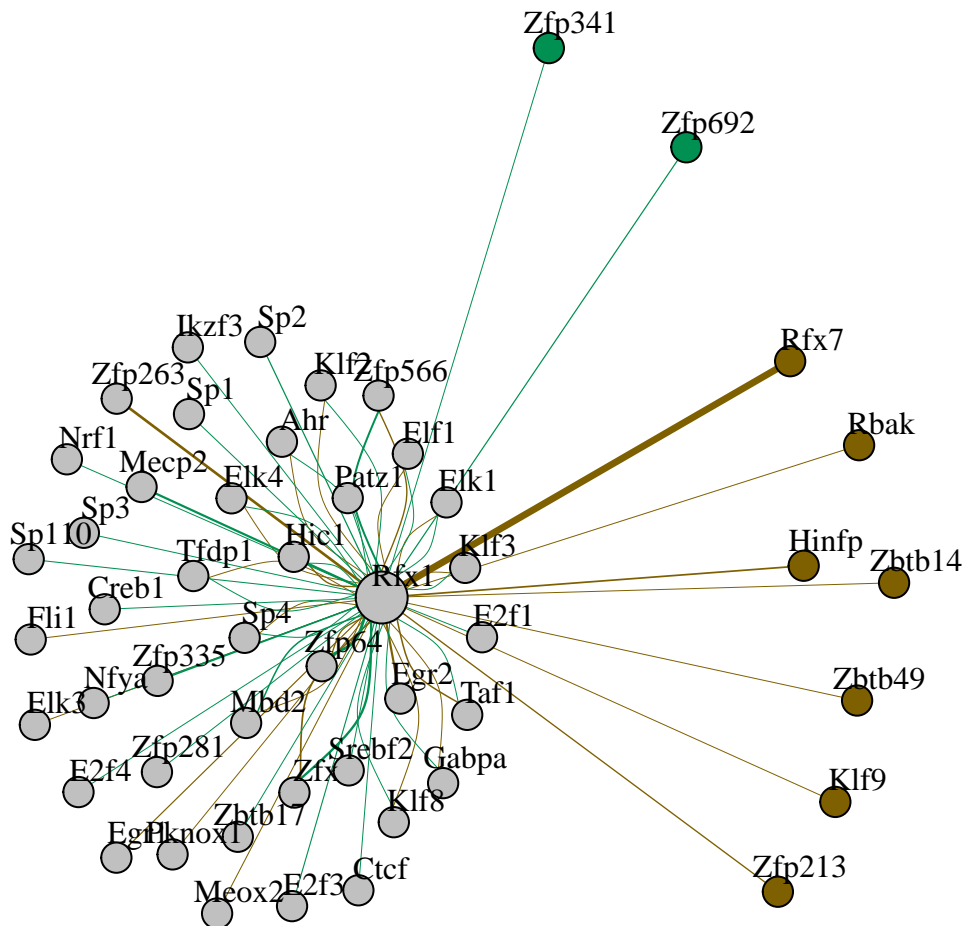 Zfp341
Zfp692
Ikzf3
Sp2
Rfx7
Klf2
Zfp566
Zfp263
Sp1
Ahr
Elf1
Rbak
Nrf1
Mecp2
Elk4
Patz1
Elk1
Sp3
Sp110
Tfdp1
Hic1
Klf3
Hinfp
Zbtb14
Rfx1
Creb1
Fli1
Sp4
E2f1
Zfp335
Zfp64
Nfya
Elk3
Mbd2
Egr2
Taf1
Zbtb49
E2f4
Zfp281
Zfx
Srebf2
Gabpa
Klf8
Klf9
Egr1
Pknox1
Zbtb17
Meox2
E2f3
Ctcf
Zfp213